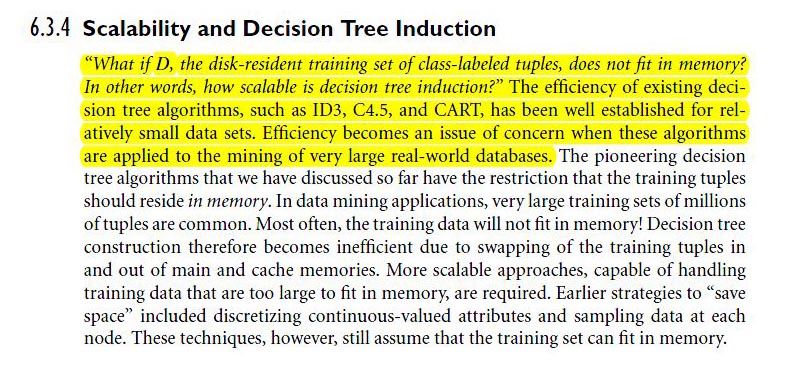 6.3.4 Scalability and Decision Tree Induction
“What if D, the disk-resident training set of class-labeled tuples, does not fit in memory?
In other words, how scalable is decision tree induction?” The efficiency of existing deci-
sion tree algorithms, such as ID3, C4.5, and CART, has been well established for rel-
atively small data sets. Efficiency becomes an issue of concern when these algorithms
are applied to the mining of very large real-world databases. The pioneering decision
tree algorithms that we have discussed so far have the restriction that the training tuples
should reside in memory. In data mining applications, very large training sets of millions
of tuples are common. Most often, the training data will not fit in memory! Decision tree
construction therefore becomes inefficient due to swapping of the training tuples in
and out of main and cache memories. More scalable approaches, capable of handling
training data that are too large to fit in memory, are required. Earlier strategies to “save
space” included discretizing continuous-valued attributes and sampling data at each
node. These techniques, however, still assume that the training set can fit in memory.